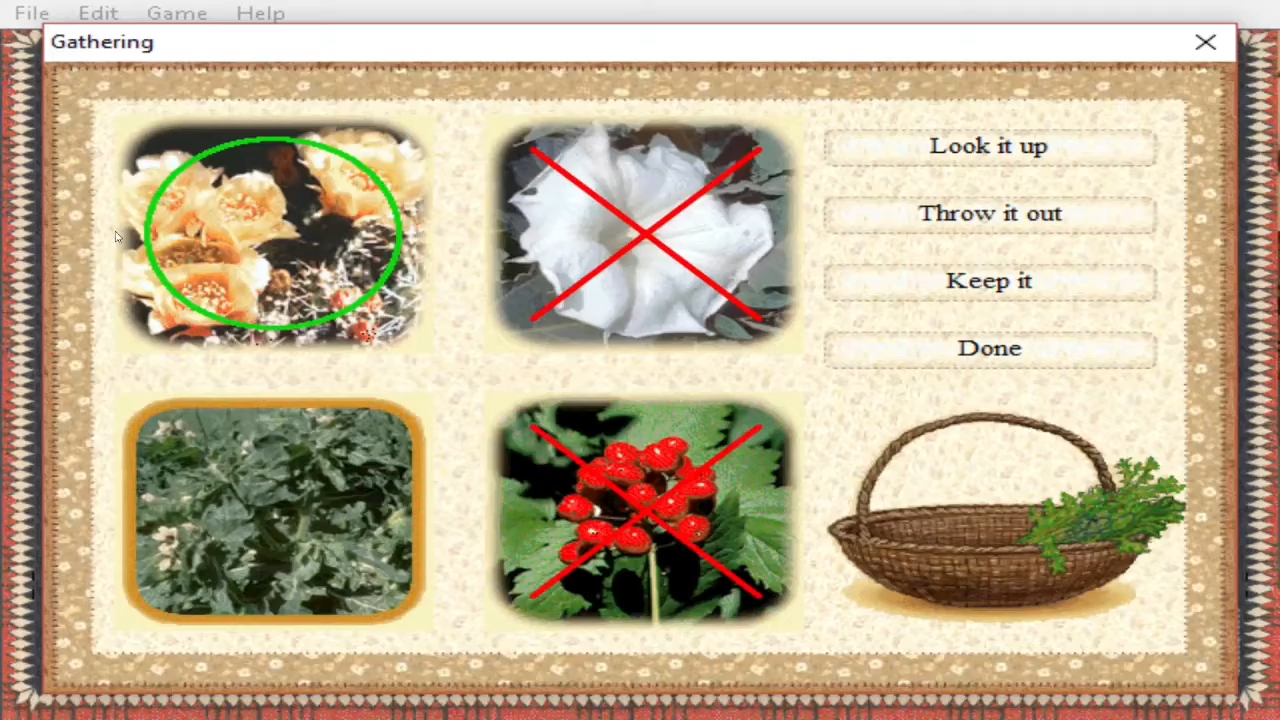 File Edit Game Help
Gathering
Look it up
Throw it out
Keep it
Done